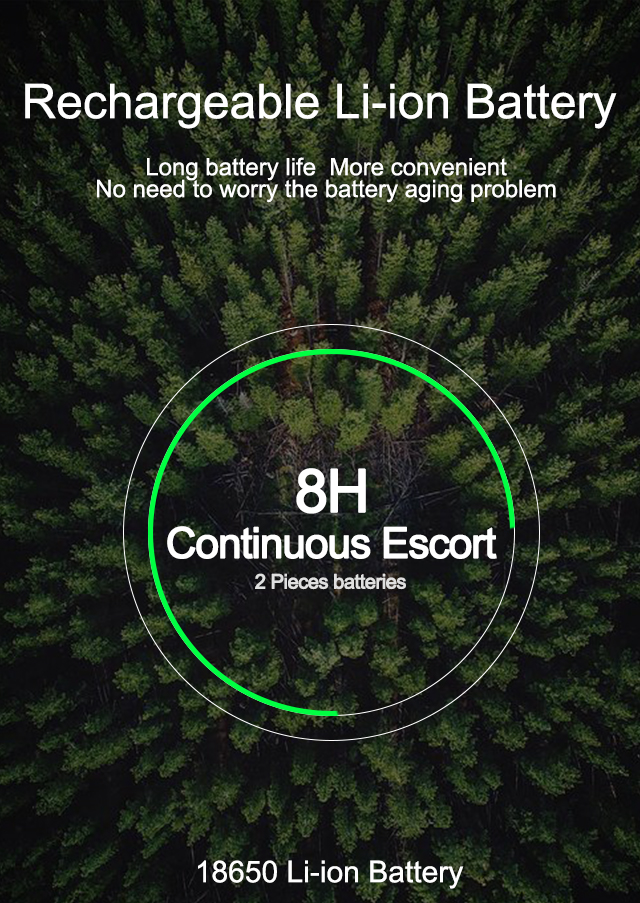 Rechargeable Li-ion Battery
Long battery life  More convenient
No need to worry the battery aging problem
8H
Continuous Escort
2 Pieces batteries
18650 Li-ion Battery